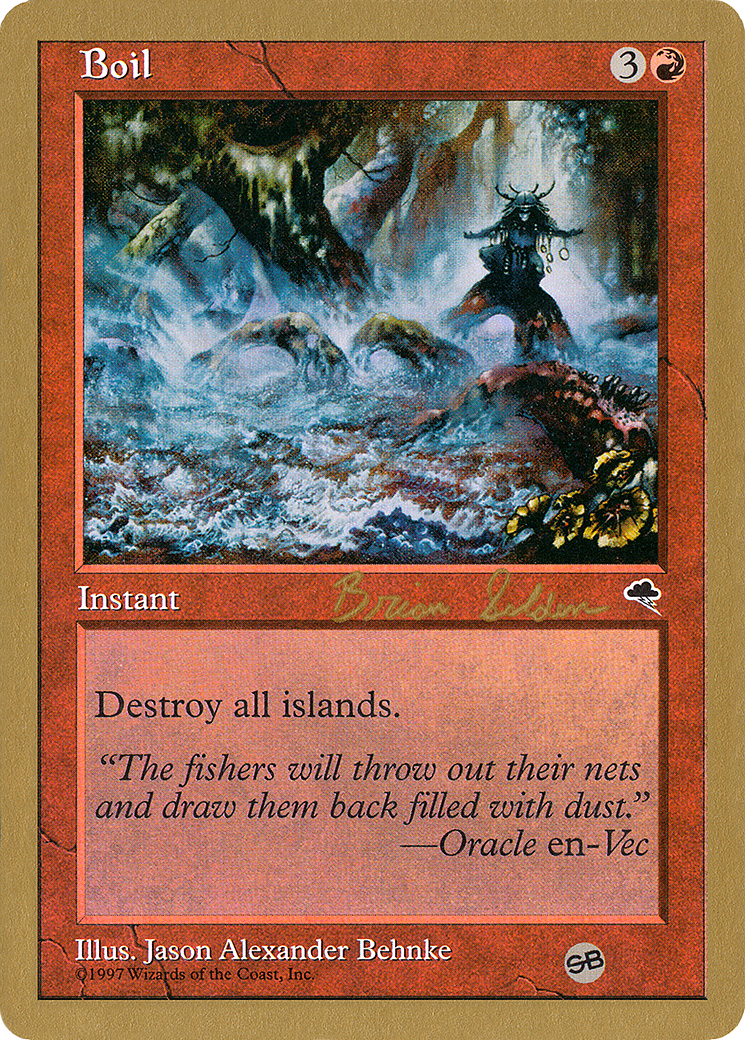 Boil 3
Instant Brian Selden
Destroy all islands.
“The fishers will throw out their nets
and draw them back filled with dust.”
—Oracle en-Vec
Illus. Jason Alexander Behnke
©1997 Wizards of the Coast, Inc.
SB